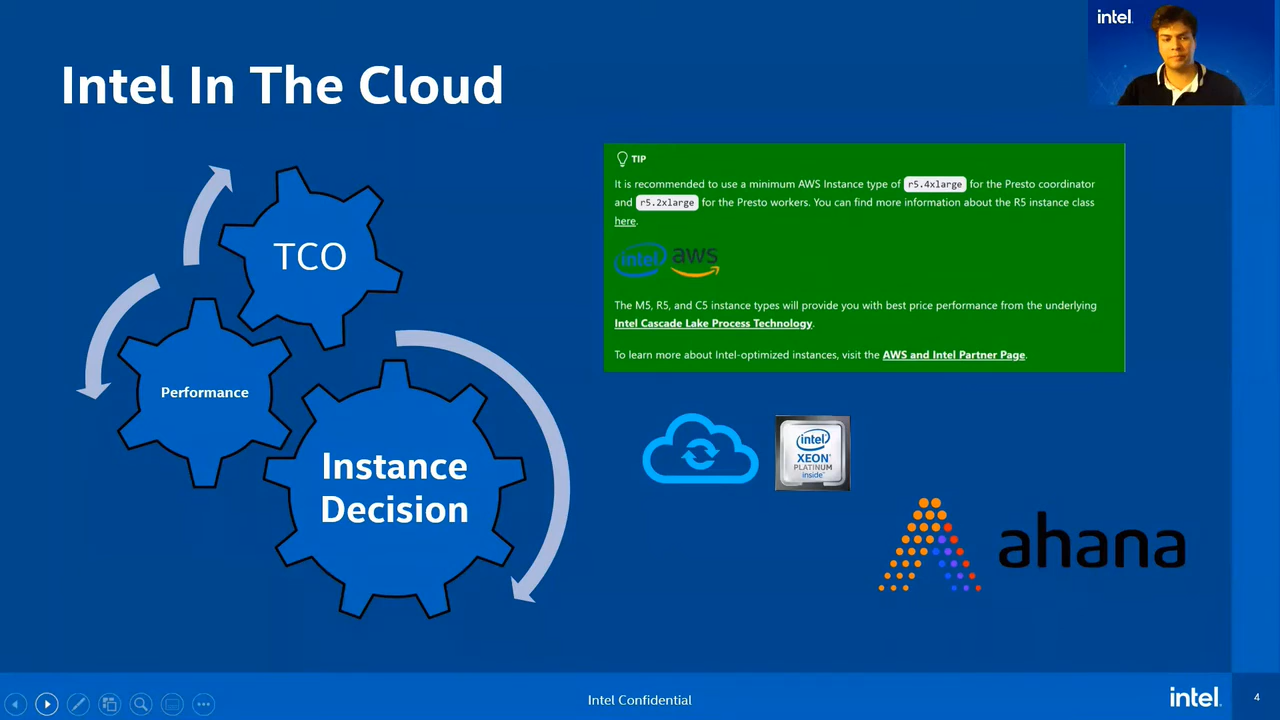 intel.
Intel In The Cloud
TCO
Performance
Instance
Decision
TIP
It is recommended to use a minimum AWS Instance type of r5.4xlarge for the Presto coordinator
and r5.2xlarge for the Presto workers. You can find more information about the R5 instance class
here.
intel aws
The M5, R5, and C5 instance types will provide you with best price performance from the underlying
Intel Cascade Lake Process Technology.
To learn more about Intel-optimized instances, visit the AWS and Intel Partner Page.
intel
XEON
PLATINUM
inside™
ahana
Intel Confidential
intel.
4